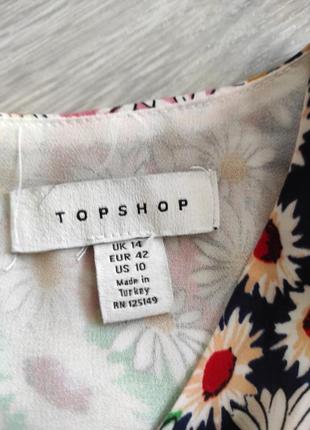 TOPSHOP
UK 14
EUR 42
US 10
Made in
Turkey
RN 125149